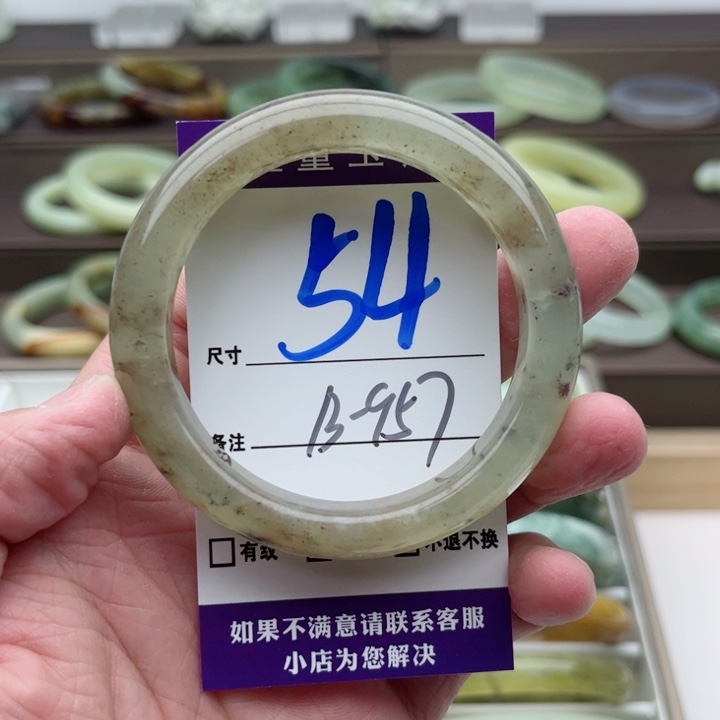 54
尺寸
B-957
备注
有纹
不退不换
如果不满意请联系客服
小店为您解决